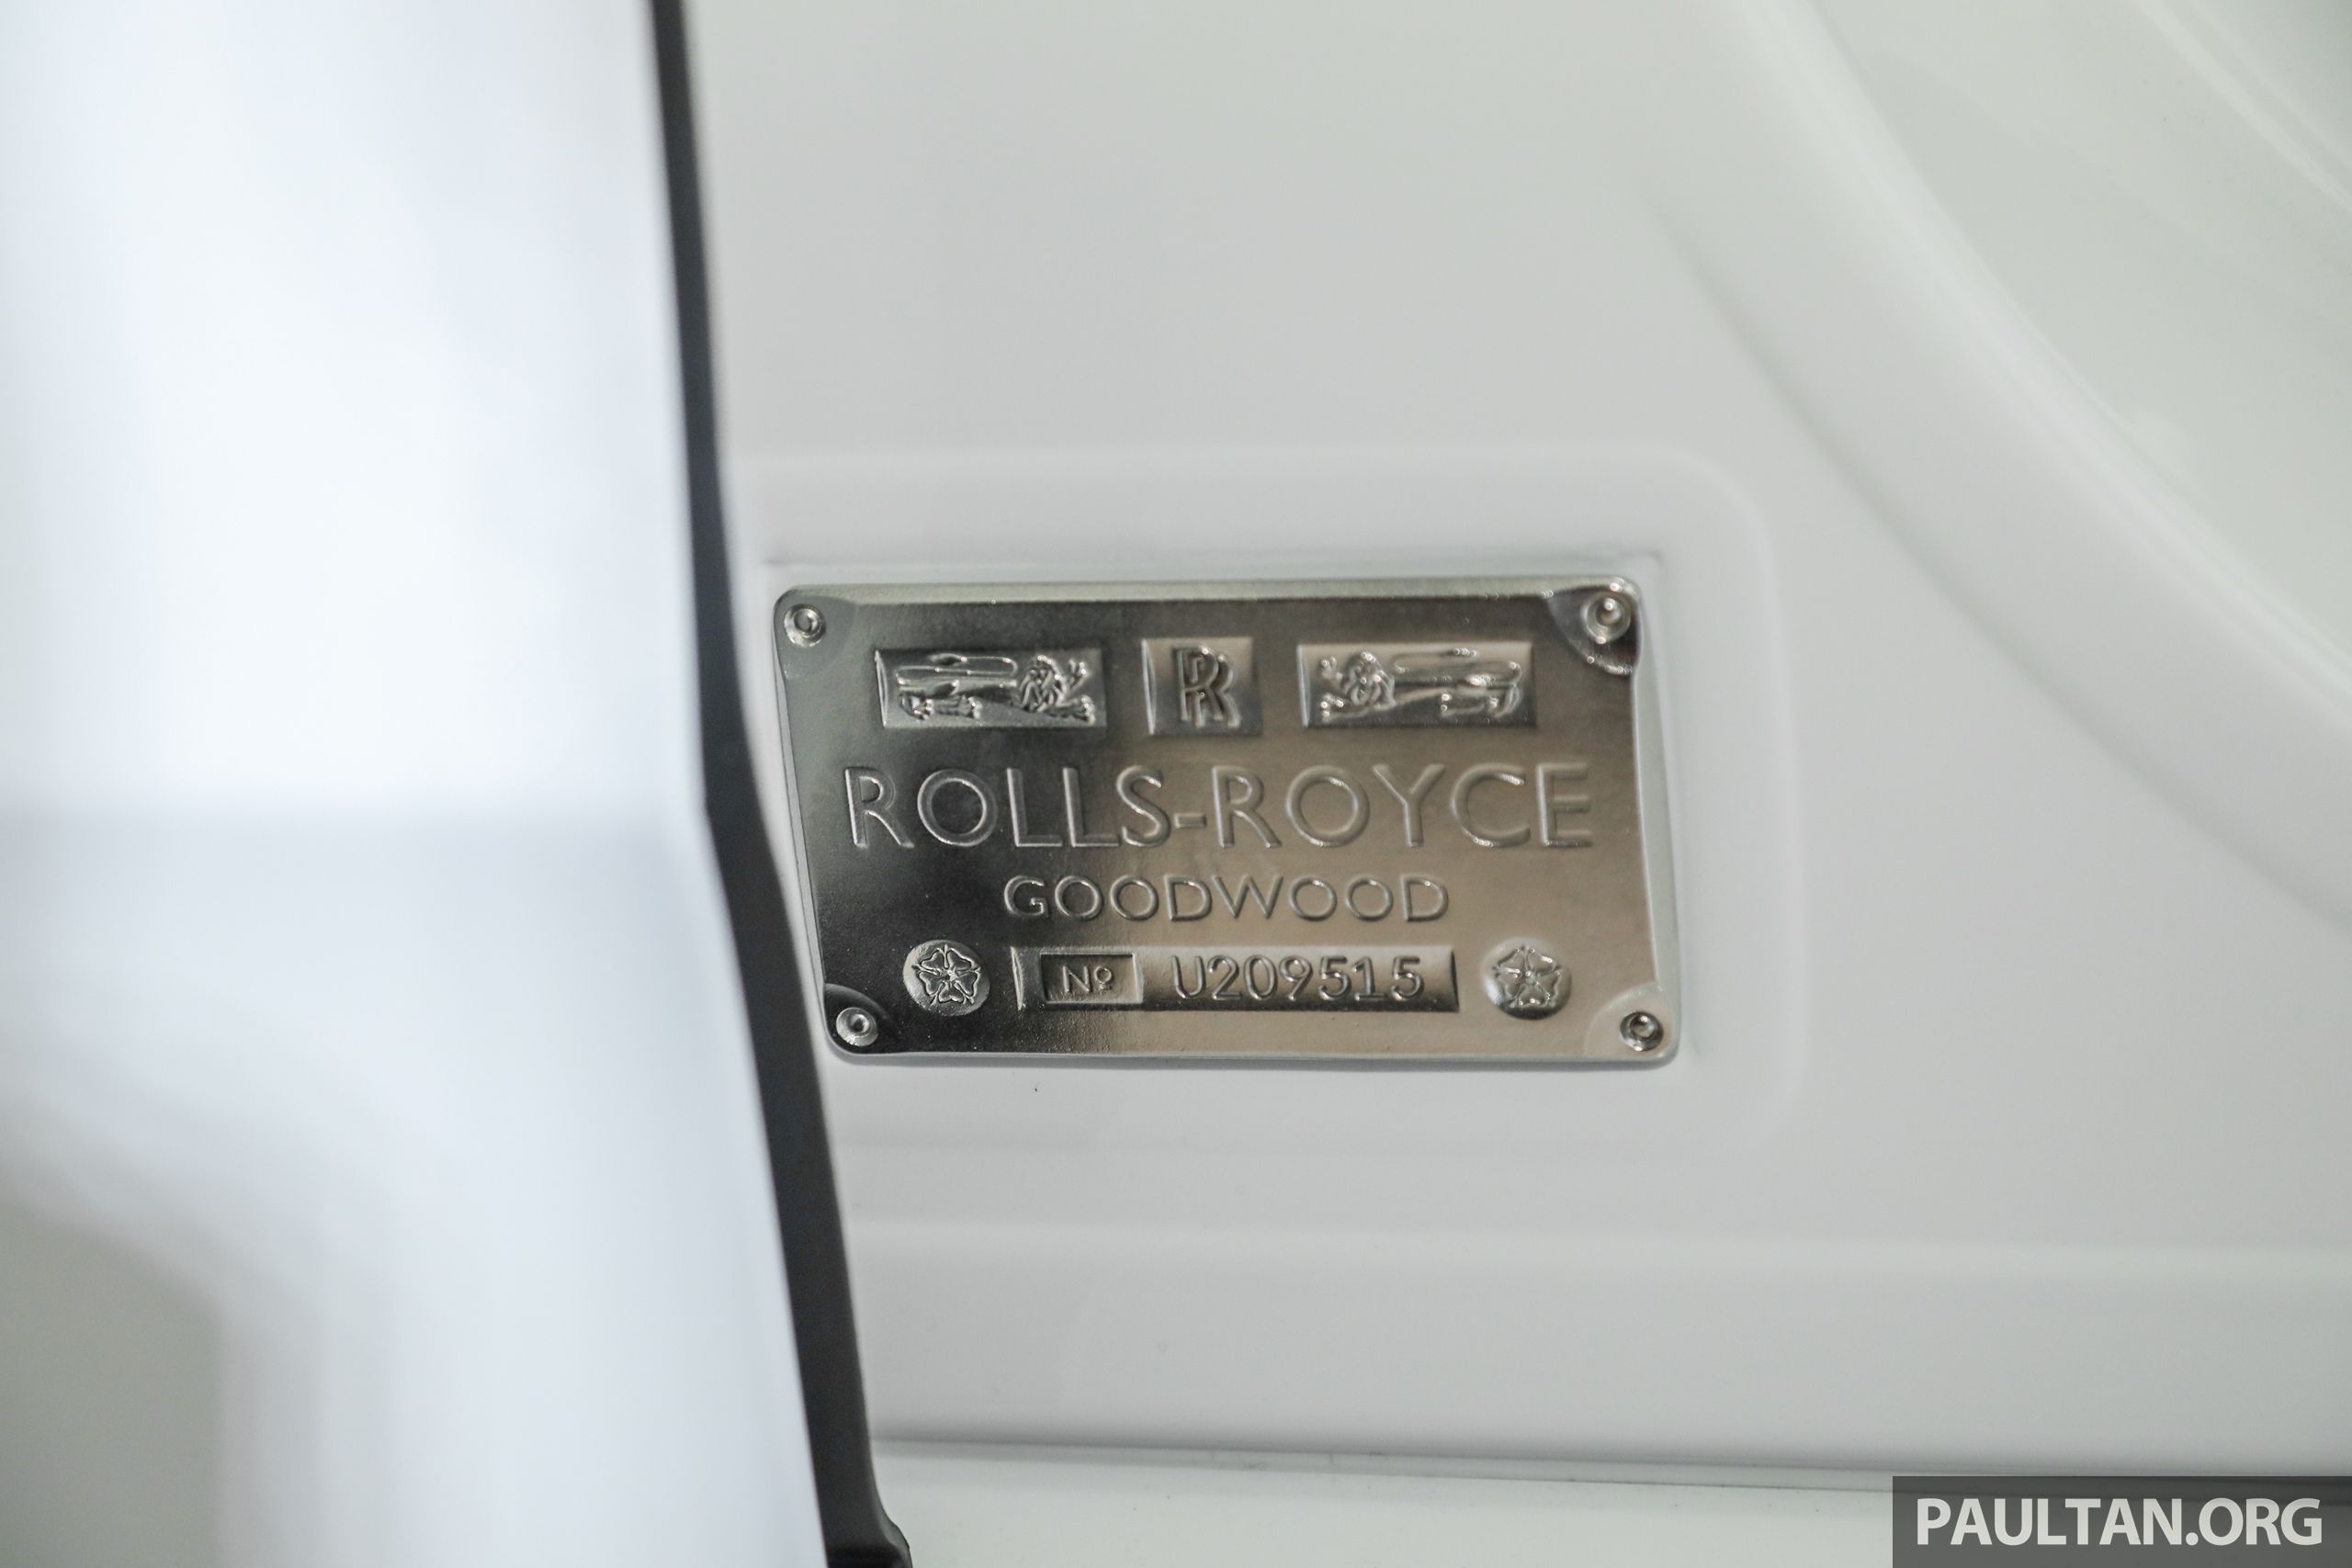 RR
ROLLS-ROYCE
GOODWOOD
Nº U209515
PAULTAN.ORG